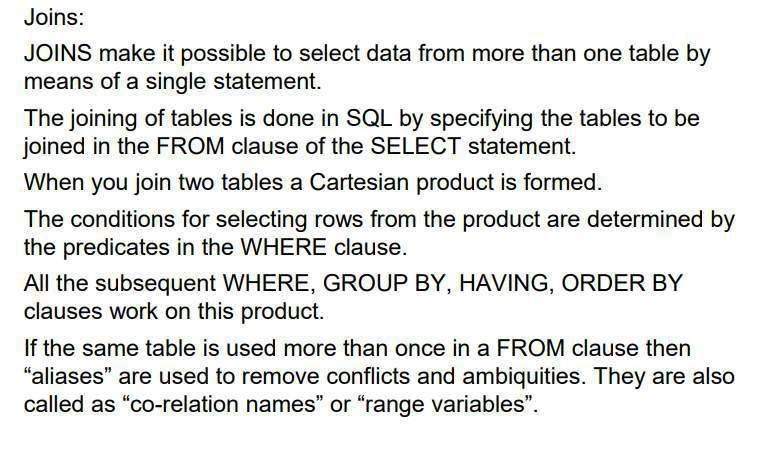 Joins:
JOINS make it possible to select data from more than one table by
means of a single statement.
The joining of tables is done in SQL by specifying the tables to be
joined in the FROM clause of the SELECT statement.
When you join two tables a Cartesian product is formed.
The conditions for selecting rows from the product are determined by
the predicates in the WHERE clause.
All the subsequent WHERE, GROUP BY, HAVING, ORDER BY
clauses work on this product.
If the same table is used more than once in a FROM clause then
“aliases” are used to remove conflicts and ambiquities. They are also
called as “co-relation names” or “range variables”.